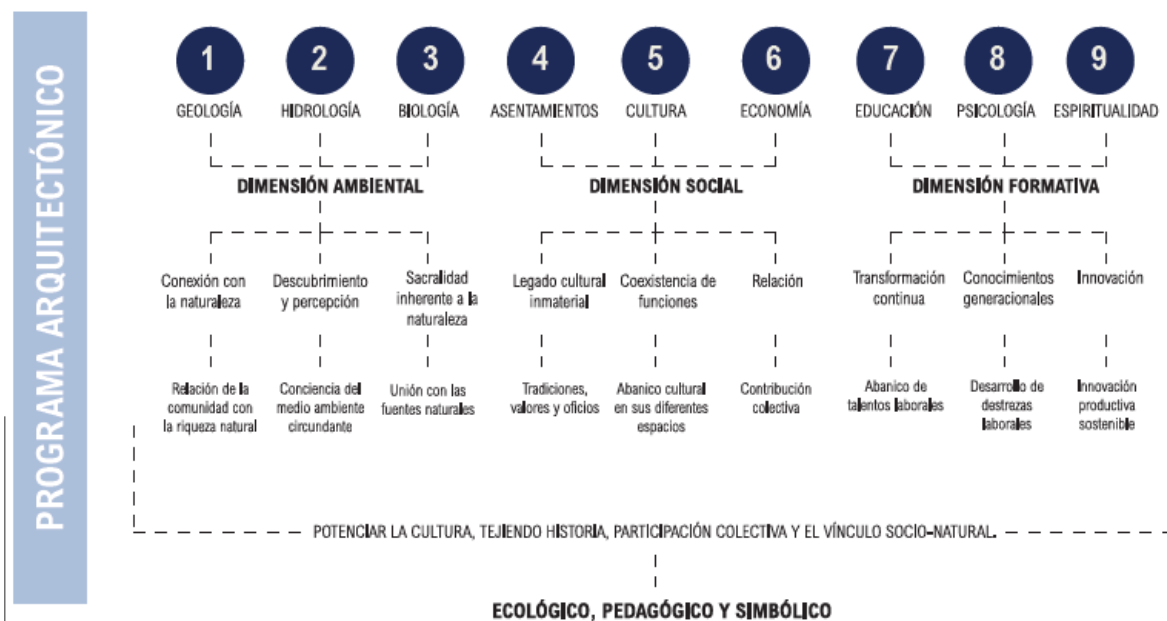 PROGRAMA ARQUITECTÓNICO
1 2 3 4 5 6 7 8 9
GEOLOGÍA HIDROLOGÍA BIOLOGÍA ASENTAMIENTOS CULTURA ECONOMÍA EDUCACIÓN PSICOLOGÍA ESPIRITUALIDAD
DIMENSIÓN AMBIENTAL DIMENSIÓN SOCIAL DIMENSIÓN FORMATIVA
Conexión con
la naturaleza
Descubrimiento
y percepción
Sacralidad
inherente a la
naturaleza
Legado cultural
inmaterial
Coexistencia de
funciones
Relación
Transformación
continua
Conocimientos
generacionales
Innovación
Relación de la
comunidad con
la riqueza natural
Conciencia del
medio ambiente
circundante
Unión con las
fuentes naturales
Tradiciones,
valores y oficios
Abanico cultural
en sus diferentes
espacios
Contribución
colectiva
Abanico de
talentos laborales
Desarrollo de
destrezas
laborales
Innovación
productiva
sostenible
POTENCIAR LA CULTURA, TEJIENDO HISTORIA, PARTICIPACIÓN COLECTIVA Y EL VÍNCULO SOCIO-NATURAL.
ECOLÓGICO, PEDAGÓGICO Y SIMBÓLICO